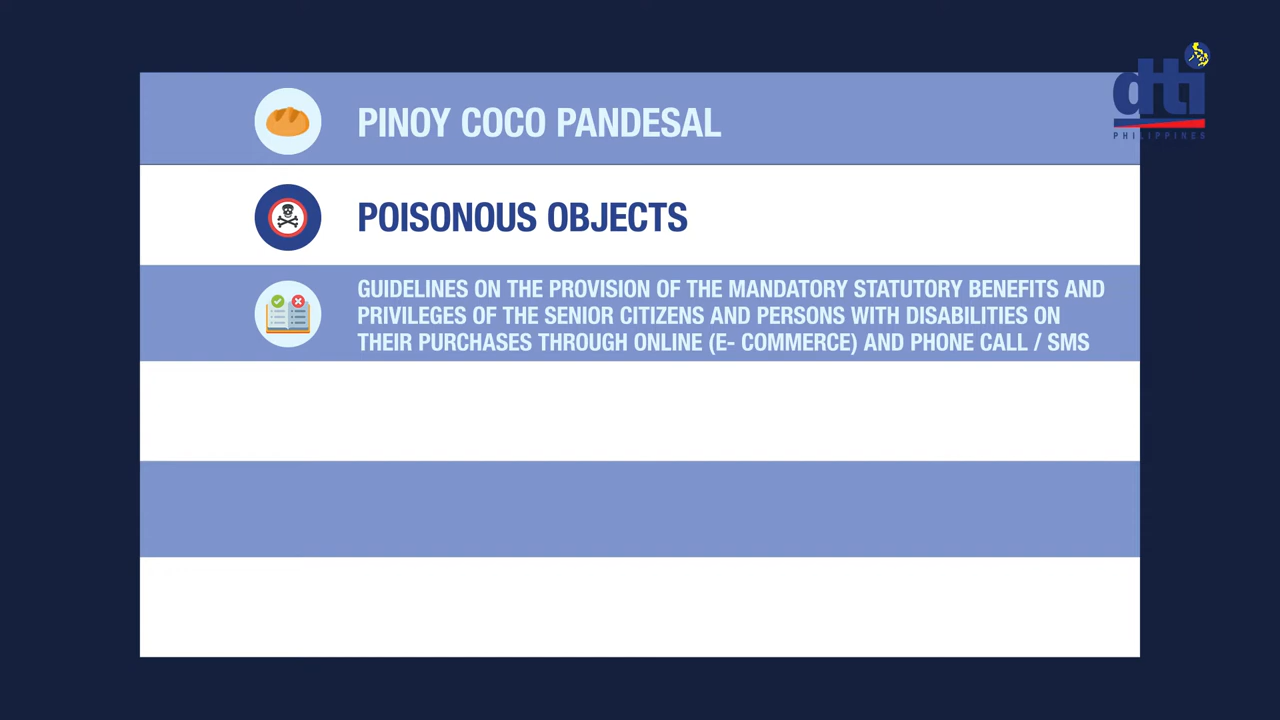 dti
PHILIPPINES
PINOY COCO PANDESAL
POISONOUS OBJECTS
GUIDELINES ON THE PROVISION OF THE MANDATORY STATUTORY BENEFITS AND
PRIVILEGES OF THE SENIOR CITIZENS AND PERSONS WITH DISABILITIES ON
THEIR PURCHASES THROUGH ONLINE (E- COMMERCE) AND PHONE CALL / SMS